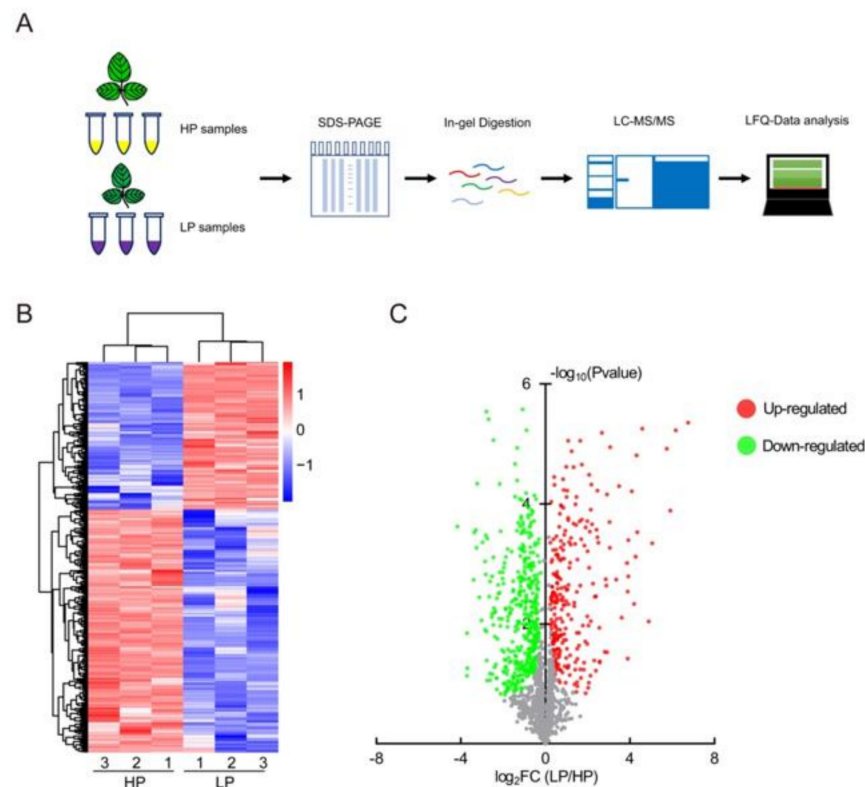 A
HP samples
LP samples
SDS-PAGE
In-gel Digestion
LC-MS/MS
LFQ-Data analysis
B
1
0
−1
3 2 1 1 2 3
HP LP
C
-log₁₀(Pvalue)
6
4
2
-8 -4 0 4 8
log₂FC (LP/HP)
Up-regulated
Down-regulated